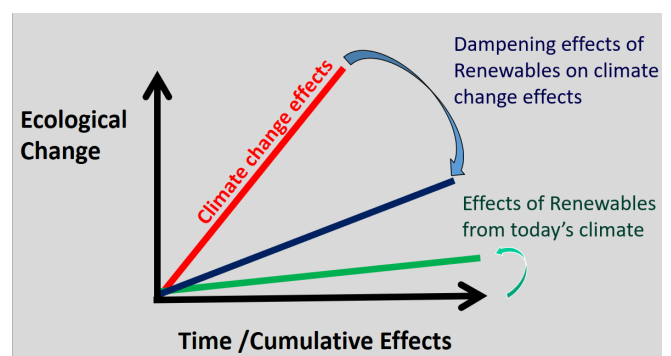 Dampening effects of
Renewables on climate
change effects
Ecological
Change
Climate change effects
Effects of Renewables
from today's climate
Time /Cumulative Effects